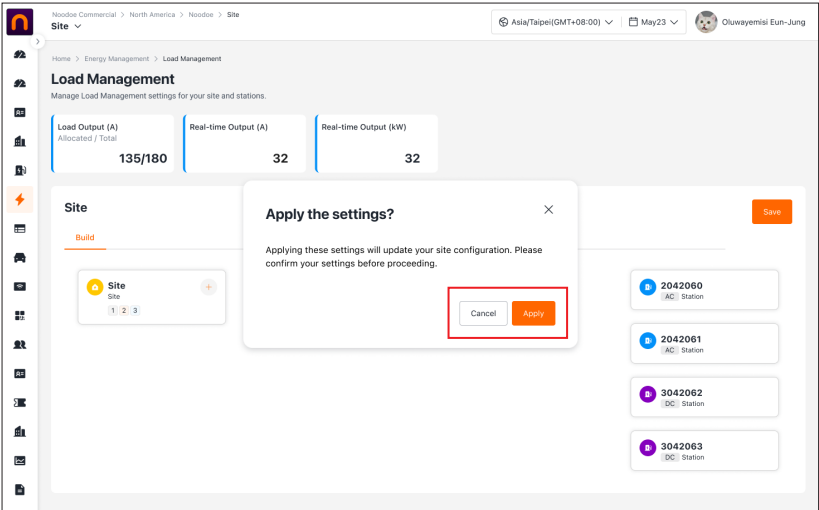 Noodoe Commercial > North America > Noodoe > Site
Site
Asia/Taipei(GMT+08:00)
May23
Oluwayemisi Eun-Jung
Home > Energy Management > Load Management
Load Management
Manage Load Management settings for your site and stations.
Load Output (A)
Allocated / Total
135/180
Real-time Output (A)
32
Real-time Output (kW)
32
Site
Save
Build
Site
Site
1 2 3
Apply the settings?
Applying these settings will update your site configuration. Please
confirm your settings before proceeding.
Cancel
Apply
2042060
AC Station
2042061
AC Station
3042062
DC Station
3042063
DC Station